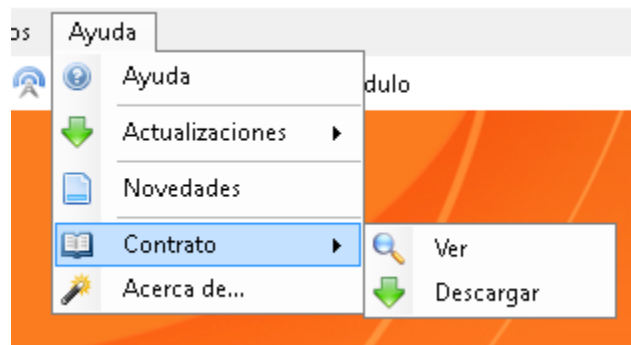 os Ayuda
Ayuda
dulo
Actualizaciones
Novedades
Contrato
Ver
Acerca de...
Descargar